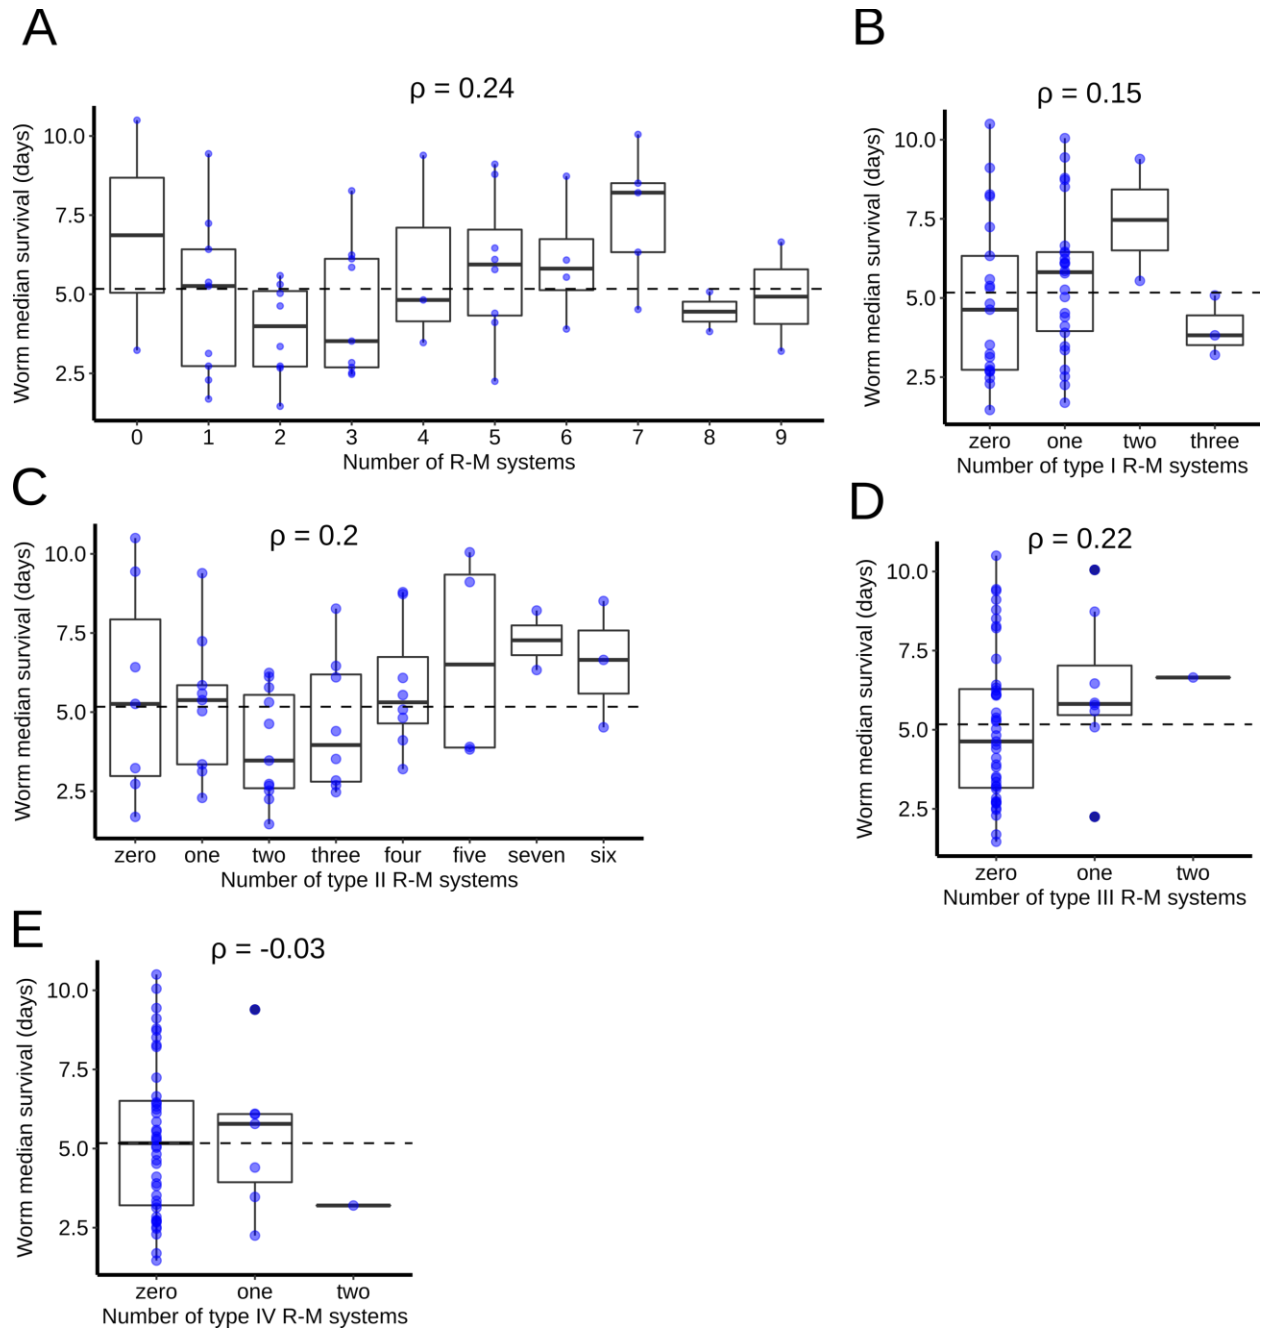 A
ρ = 0.24
Worm median survival (days)
10.0
7.5
5.0
2.5
0 1 2 3 4 5 6 7 8 9
Number of R-M systems
B
ρ = 0.15
Worm median survival (days)
10.0
7.5
5.0
2.5
zero one two three
Number of type I R-M systems
C
ρ = 0.2
Worm median survival (days)
10.0
7.5
5.0
2.5
zero one two three four five seven six
Number of type II R-M systems
D
ρ = 0.22
Worm median survival (days)
10.0
7.5
5.0
2.5
zero one two
Number of type III R-M systems
E
ρ = -0.03
Worm median survival (days)
10.0
7.5
5.0
2.5
zero one two
Number of type IV R-M systems